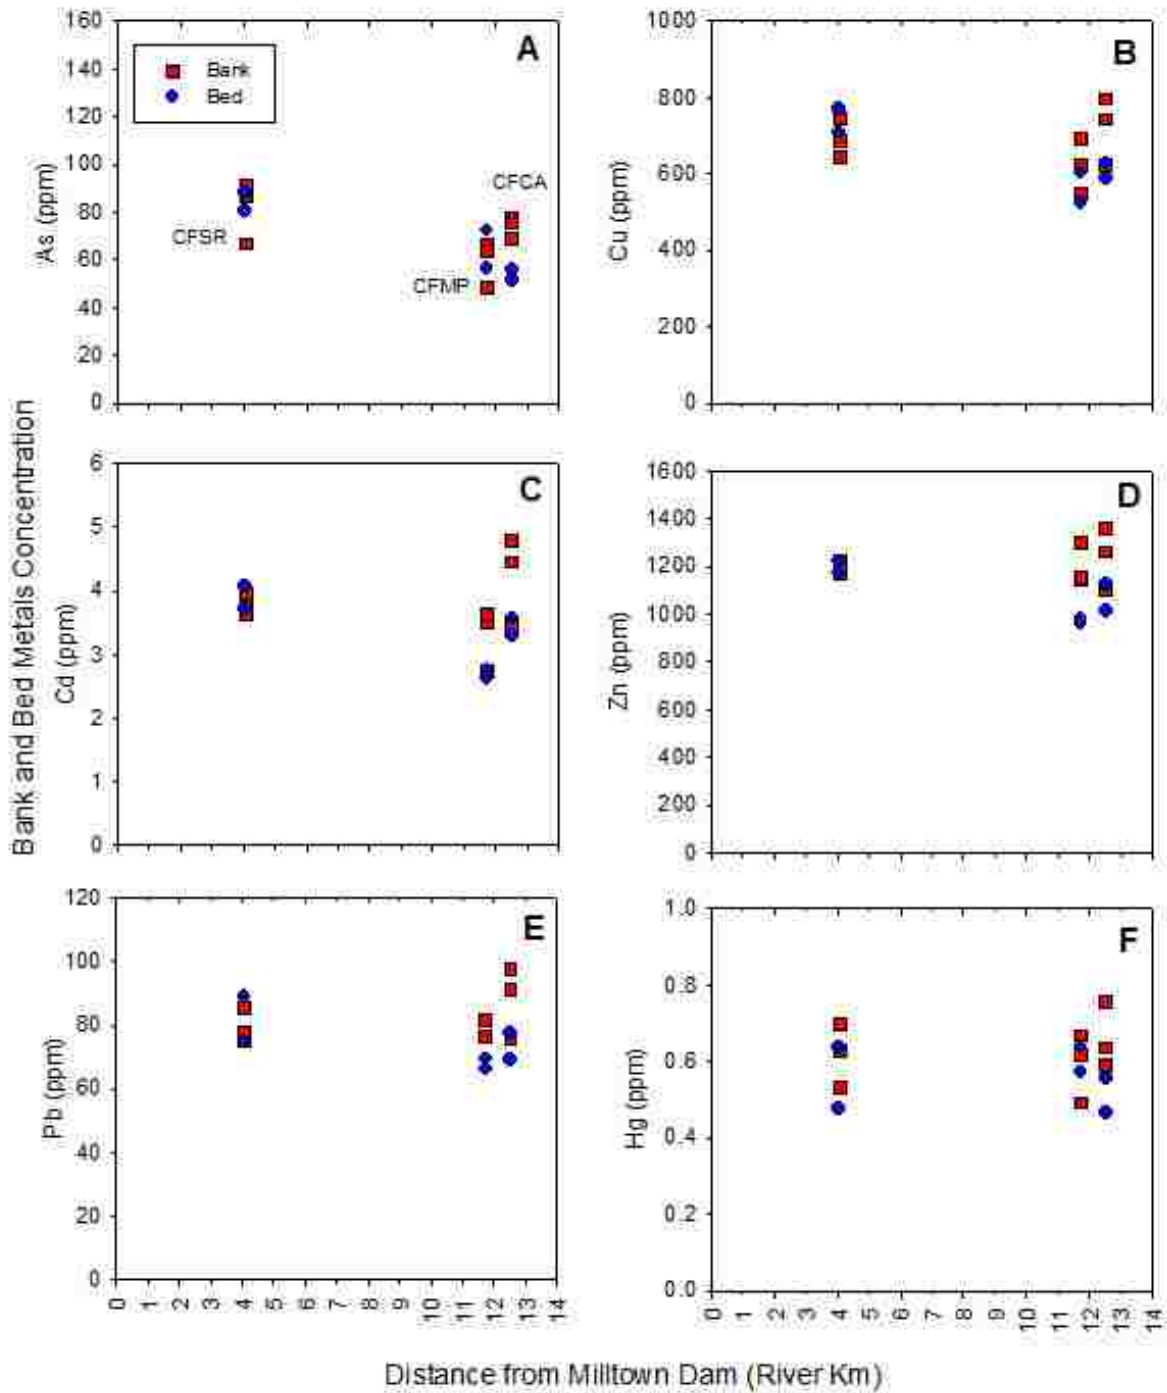 160
140
120
100
80
60
40
20
0
As (ppm)
A
Bank
Bed
CFSR
CFMP
CFCA
1000
800
600
400
200
0
Cu (ppm)
B
Bank and Bed Metals Concentration
6
5
4
3
2
1
0
Cd (ppm)
C
1600
1400
1200
1000
800
600
400
200
0
Zn (ppm)
D
120
100
80
60
40
20
0
Pb (ppm)
E
0 1 2 3 4 5 6 7 8 9 10 11 12 13 14
1.0
0.8
0.6
0.4
0.2
0.0
Hg (ppm)
F
0 1 2 3 4 5 6 7 8 9 10 11 12 13 14
Distance from Milltown Dam (River Km)